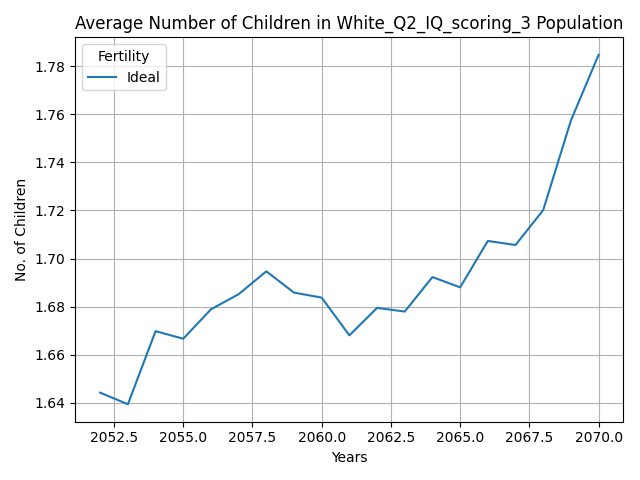 Average Number of Children in White_Q2_IQ_scoring_3 Population
Fertility
Ideal
No. of Children
1.78
1.76
1.74
1.72
1.70
1.68
1.66
1.64
2052.5 2055.0 2057.5 2060.0 2062.5 2065.0 2067.5 2070.0
Years